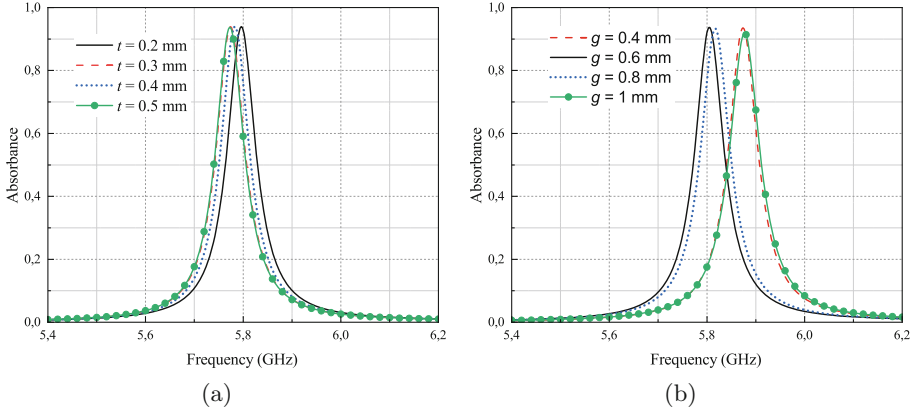 1,0
0,8
0,6
0,4
0,2
0,0
Absorbance
t = 0.2 mm
t = 0.3 mm
t = 0.4 mm
t = 0.5 mm
5,4 5,6 5,8 6,0 6,2
Frequency (GHz)
(a)
1,0
0,8
0,6
0,4
0,2
0,0
Absorbance
g = 0.4 mm
g = 0.6 mm
g = 0.8 mm
g = 1 mm
5,4 5,6 5,8 6,0 6,2
Frequency (GHz)
(b)